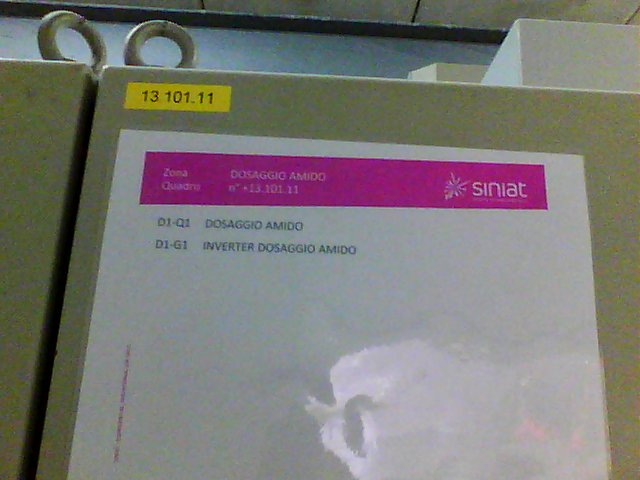 13.101.11
Zona DOSAGGIO AMIDO
Quadro n° +13.101.11
siniat
D1-Q1 DOSAGGIO AMIDO
D1-G1 INVERTER DOSAGGIO AMIDO